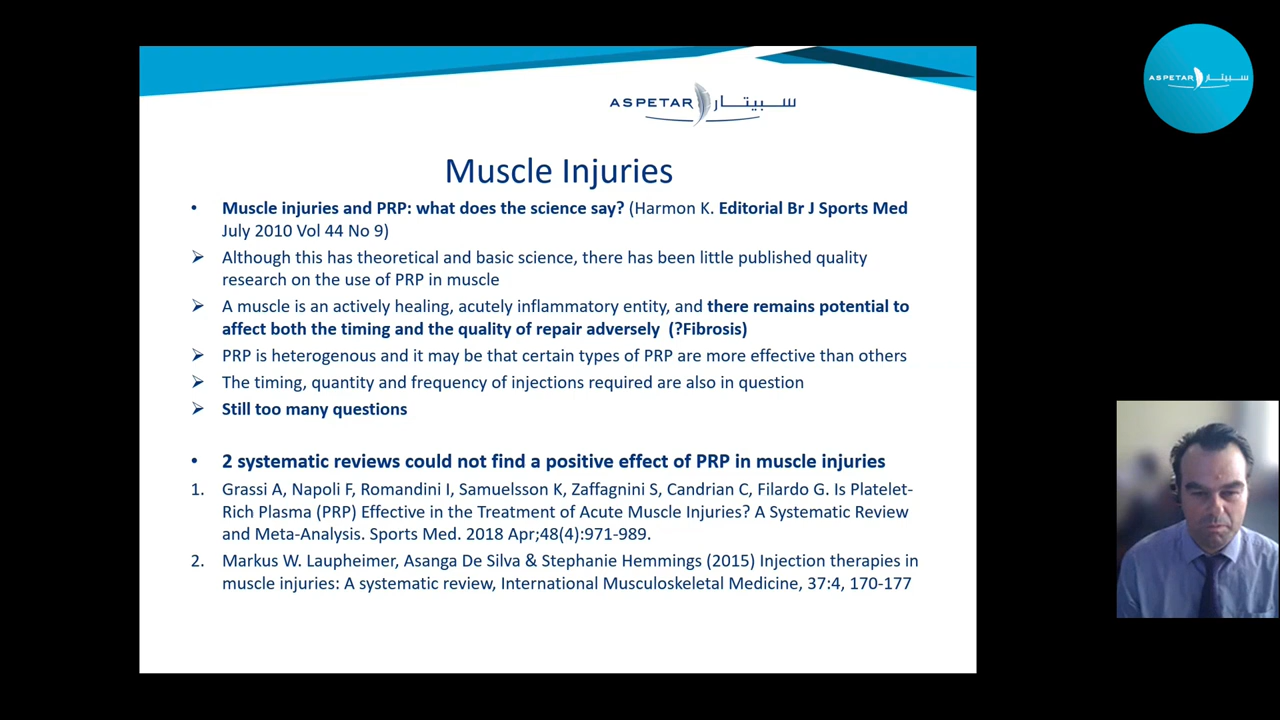 ASPETAR سبيتار
ASPETAR سبيتار
Muscle Injuries
• Muscle injuries and PRP: what does the science say? (Harmon K. Editorial Br J Sports Med
July 2010 Vol 44 No 9)
➢ Although this has theoretical and basic science, there has been little published quality
research on the use of PRP in muscle
➢ A muscle is an actively healing, acutely inflammatory entity, and there remains potential to
affect both the timing and the quality of repair adversely (?Fibrosis)
➢ PRP is heterogenous and it may be that certain types of PRP are more effective than others
➢ The timing, quantity and frequency of injections required are also in question
➢ Still too many questions
• 2 systematic reviews could not find a positive effect of PRP in muscle injuries
1. Grassi A, Napoli F, Romandini I, Samuelsson K, Zaffagnini S, Candrian C, Filardo G. Is Platelet-
Rich Plasma (PRP) Effective in the Treatment of Acute Muscle Injuries? A Systematic Review
and Meta-Analysis. Sports Med. 2018 Apr;48(4):971-989.
2. Markus W. Laupheimer, Asanga De Silva & Stephanie Hemmings (2015) Injection therapies in
muscle injuries: A systematic review, International Musculoskeletal Medicine, 37:4, 170-177